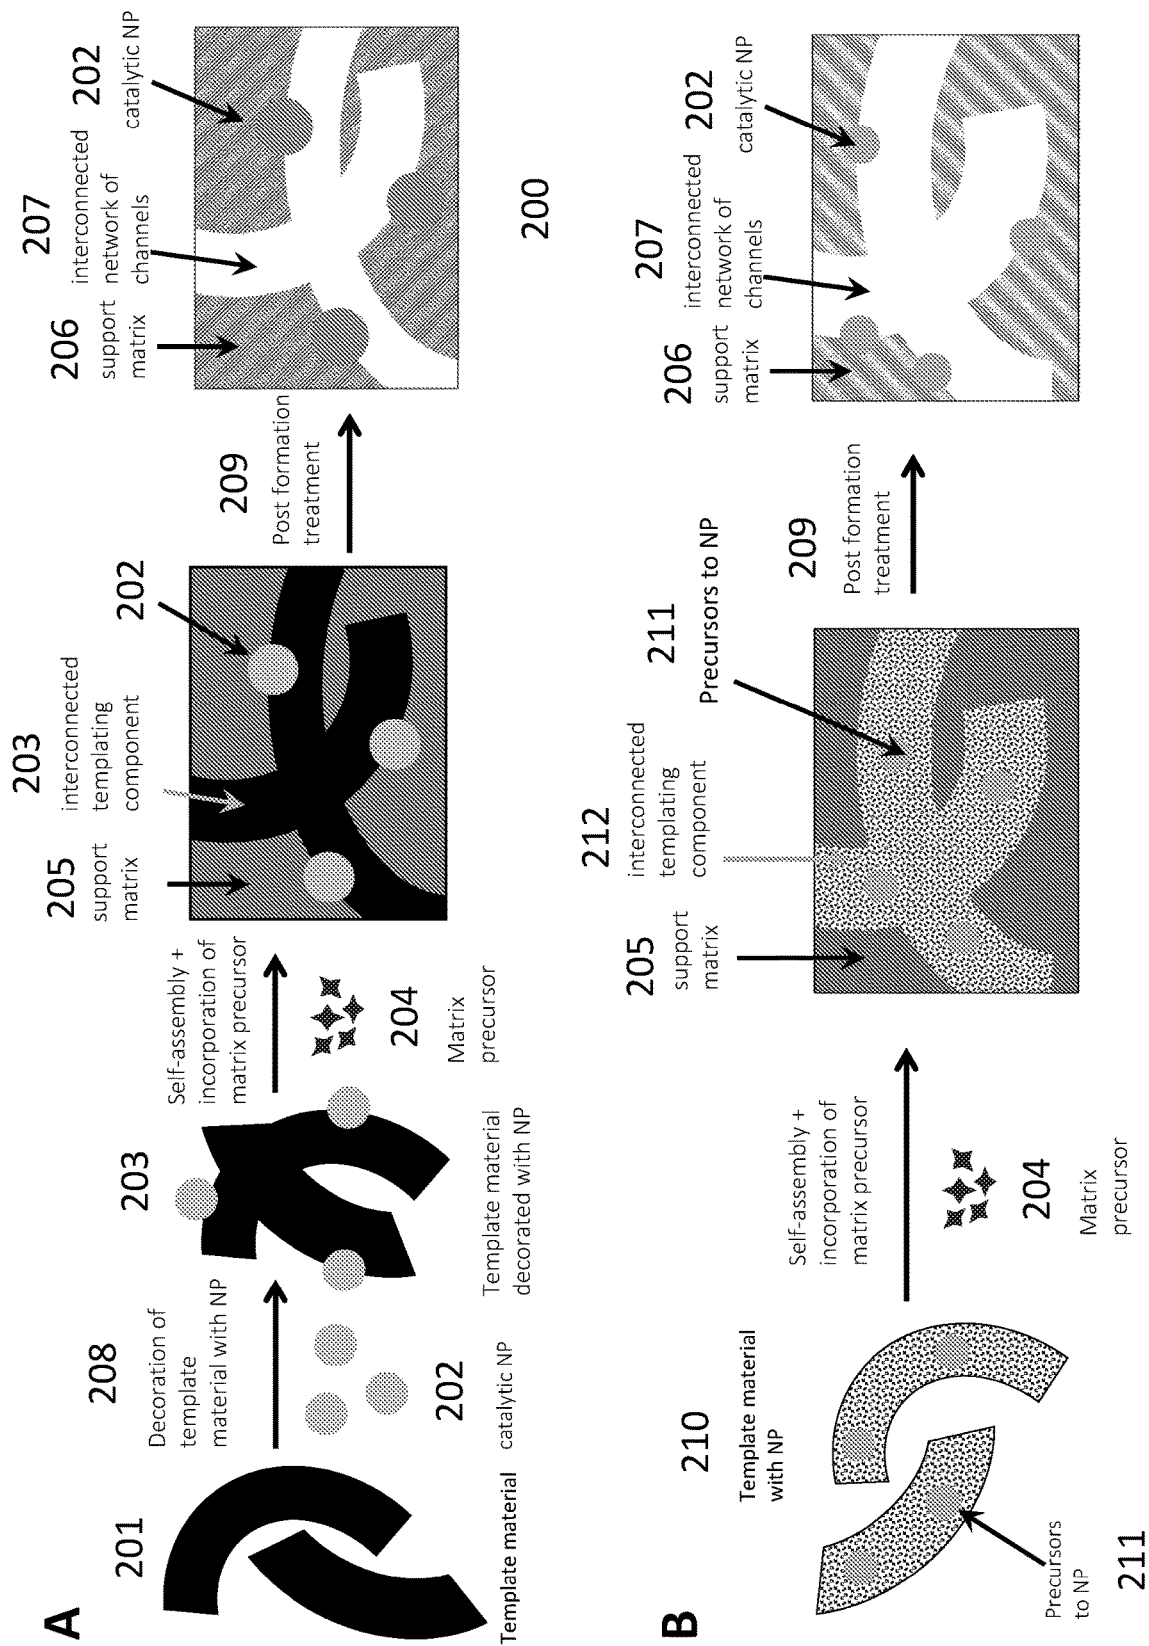 A
201
Template material
208
Decoration of
template
material with NP
202
catalytic NP
203
Template material
decorated with NP
Self-assembly +
incorporation of
matrix precursor
204
Matrix
precursor
205
support
matrix
203
interconnected
templating
component
202
209
Post formation
treatment
206
support
matrix
207
interconnected
network of
channels
202
catalytic NP
200
B
210
Template material
with NP
Precursors
to NP
211
Self-assembly +
incorporation of
matrix precursor
204
Matrix
precursor
205
support
matrix
212
interconnected
templating
component
211
Precursors to NP
209
Post formation
treatment
206
support
matrix
207
interconnected
network of
channels
202
catalytic NP